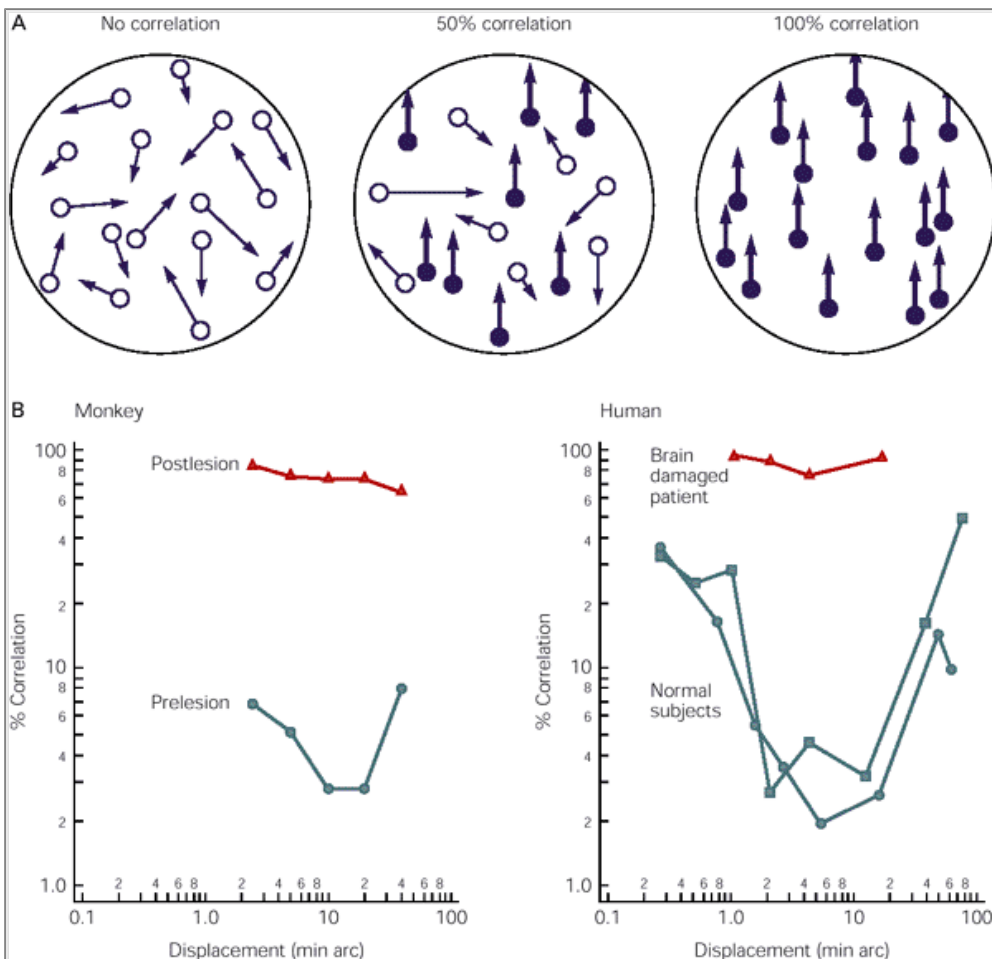 A
No correlation
50% correlation
100% correlation
B
Monkey
Human
100
8
6
4
2
10
8
6
4
2
1.0
% Correlation
Postlesion
Prelesion
2 4 6 8 2 4 6 8 2 4 6 8
0.1 1.0 10 100
Displacement (min arc)
100
8
6
4
2
10
8
6
4
2
1.0
% Correlation
Brain
damaged
patient
Normal
subjects
2 4 6 8 2 4 6 8 2 4 6 8
0.1 1.0 10 100
Displacement (min arc)